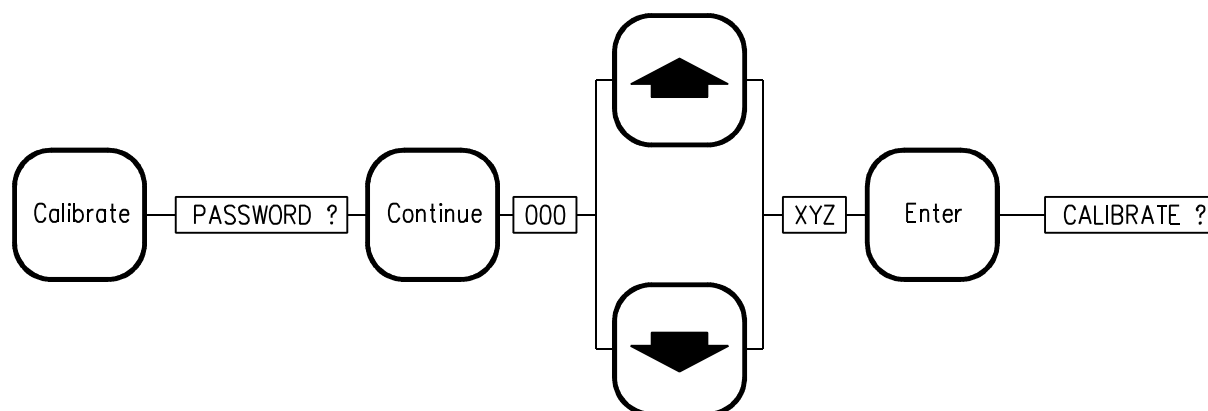 Calibrate
PASSWORD ?
Continue
000
XYZ
Enter
CALIBRATE ?